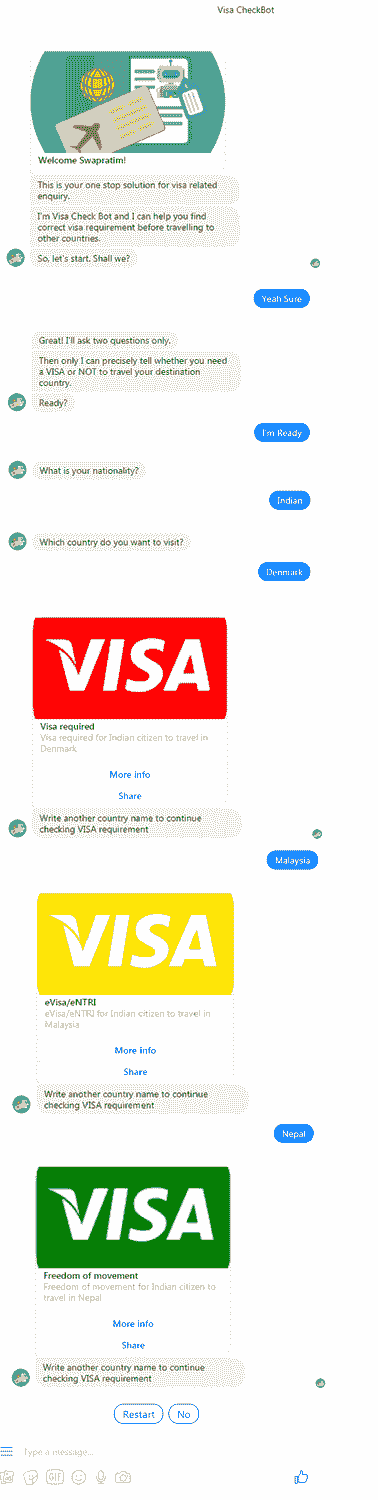 Visa CheckBot
Welcome Swapratim!
This is your one stop solution for visa related
enquiry.
I'm Visa Check Bot and I can help you find
correct visa requirement before travelling to
other countries.
So, let's start. Shall we?
Yeah Sure
Great! I'll ask two questions only.
Then only I can precisely tell whether you need
a VISA or NOT to travel your destination
country.
Ready?
I'm Ready
What is your nationality?
Indian
Which country do you want to visit?
Denmark
VISA
Visa required
Visa required for Indian citizen to travel in
Denmark
More info
Share
Write another country name to continue
checking VISA requirement
Malaysia
VISA
eVisa/eNTRI
eVisa/eNTRI for Indian citizen to travel in
Malaysia
More info
Share
Write another country name to continue
checking VISA requirement
Nepal
VISA
Freedom of movement
Freedom of movement for Indian citizen to
travel in Nepal
More info
Share
Write another country name to continue
checking VISA requirement
Restart
No
Type a message...
GIF